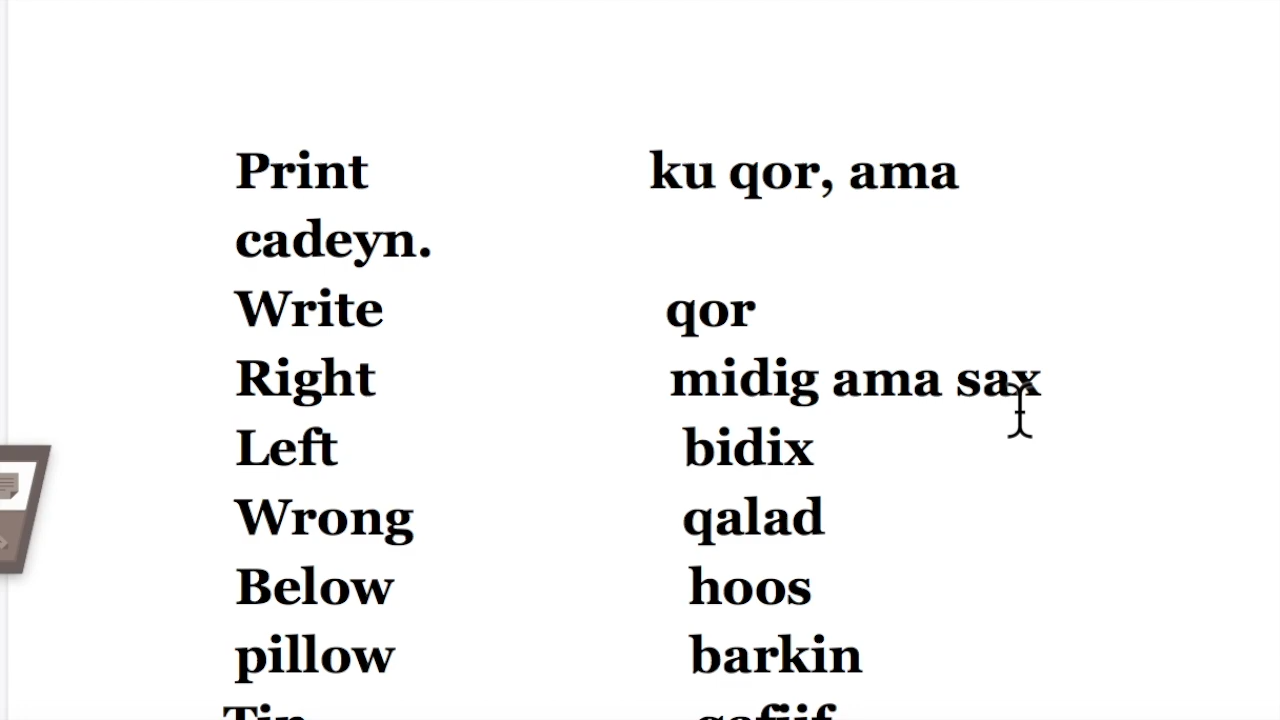 Print ku qor, ama
cadeyn.
Write qor
Right midig ama sax
Left bidix
Wrong qalad
Below hoos
pillow barkin